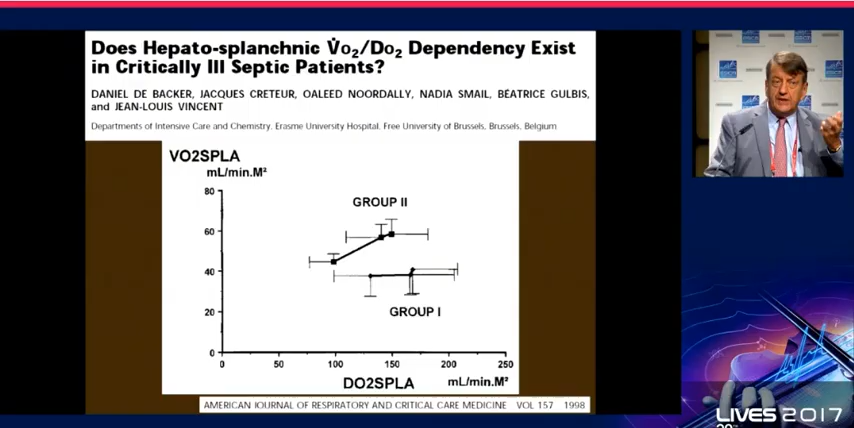 Does Hepato-splanchnic V̇O₂/DO₂ Dependency Exist
in Critically Ill Septic Patients?
DANIEL DE BACKER, JACQUES CRETEUR, OALEED NOORDALLY, NADIA SMAIL, BÉATRICE GULBIS,
and JEAN-LOUIS VINCENT
Departments of Intensive Care and Chemistry, Erasme University Hospital, Free University of Brussels, Brussels, Belgium
VO2SPLA
mL/min.M²
80
GROUP II
60
40
20
GROUP I
0
0 50 100 150 200 250
DO2SPLA mL/min.M²
AMERICAN JOURNAL OF RESPIRATORY AND CRITICAL CARE MEDICINE VOL 157 1998
LIVES 2017